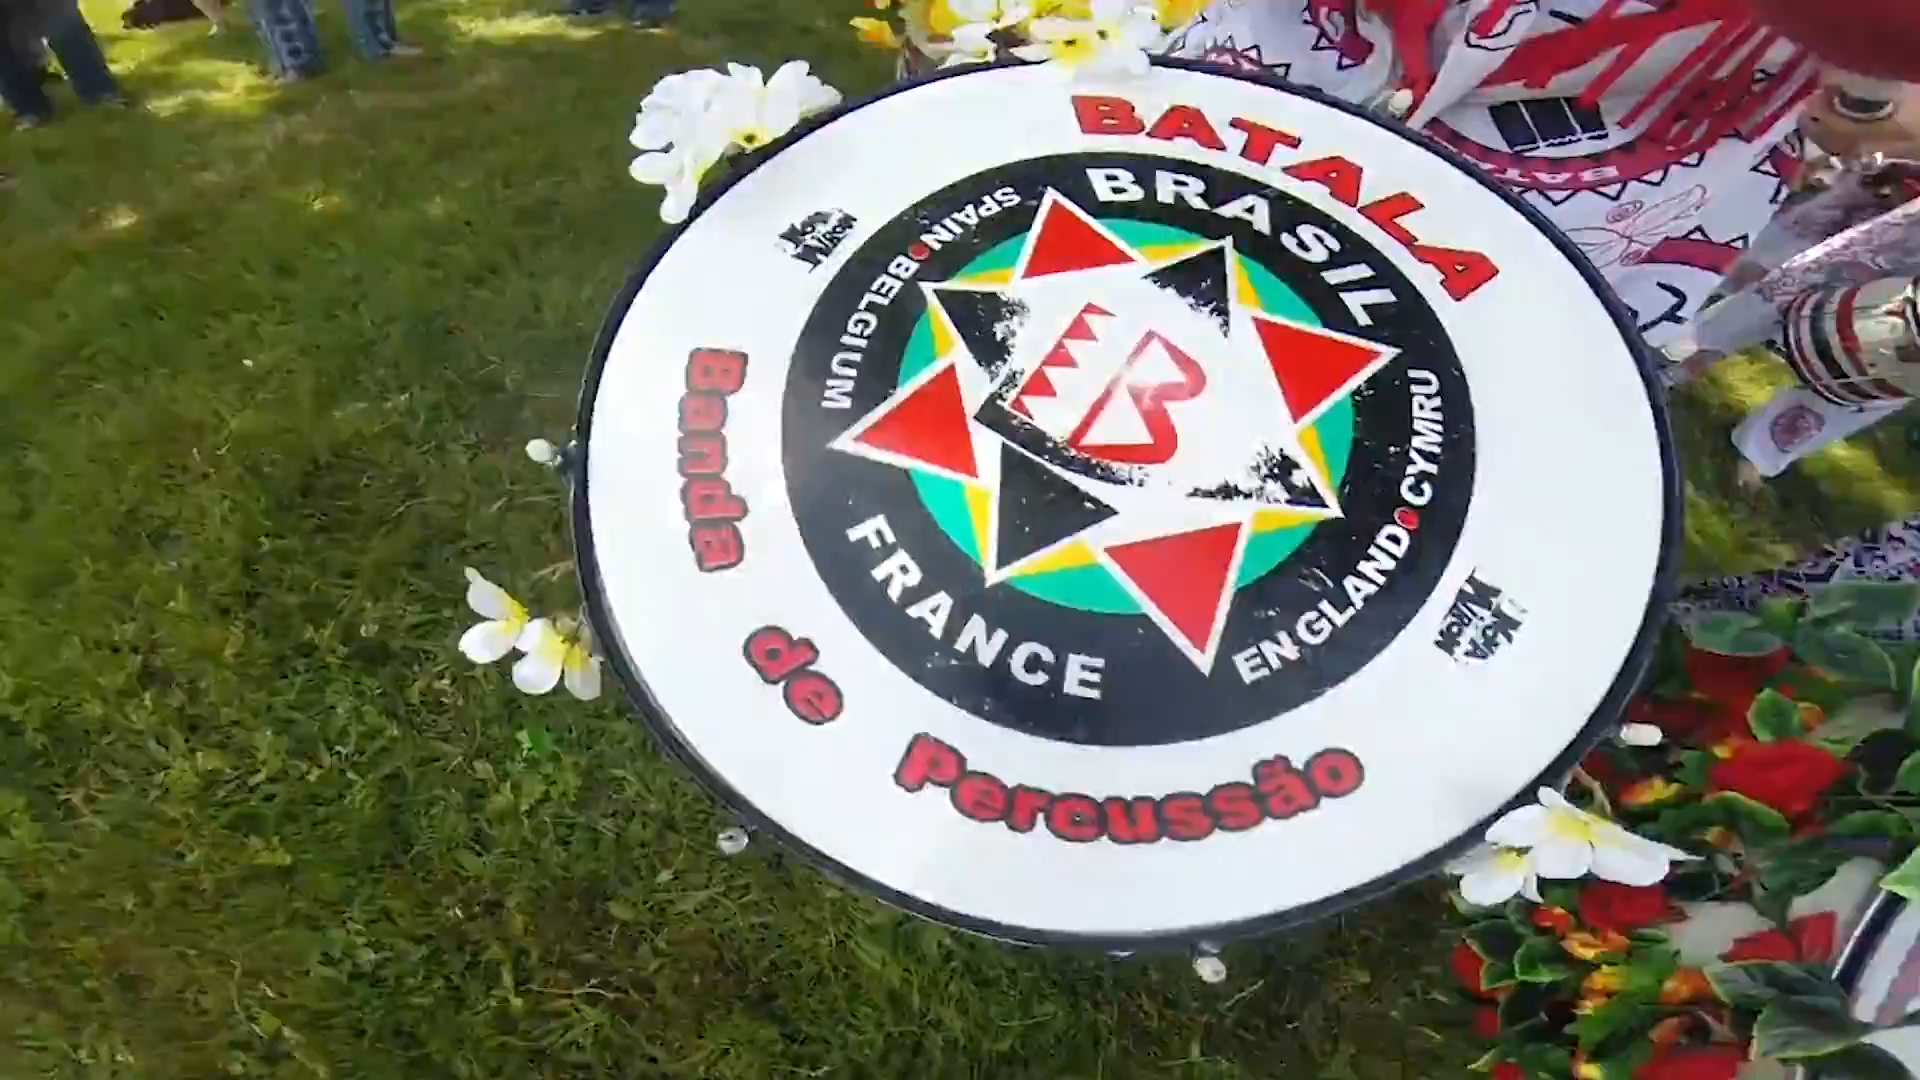 BATALA
BRASIL
SPAIN•BELGIUM
ENGLAND•CYMRU
FRANCE
Banda de Percussão